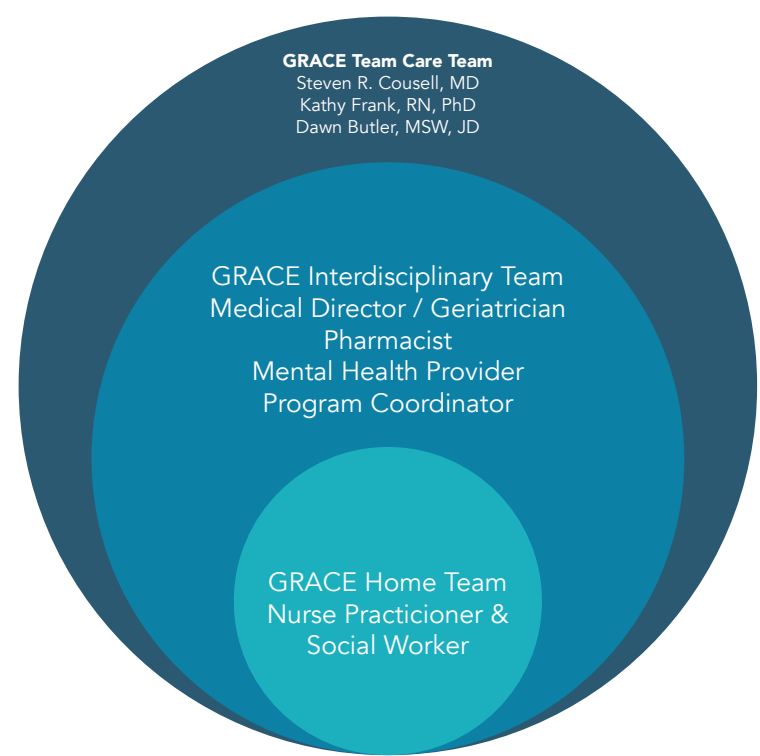 GRACE Team Care Team
Steven R. Cousell, MD
Kathy Frank, RN, PhD
Dawn Butler, MSW, JD
GRACE Interdisciplinary Team
Medical Director / Geriatrician
Pharmacist
Mental Health Provider
Program Coordinator
GRACE Home Team
Nurse Practicioner &
Social Worker